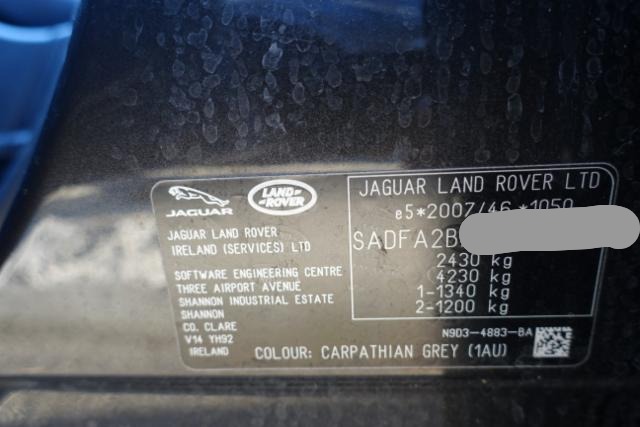 JAGUAR
LAND-
-ROVER
JAGUAR LAND ROVER
IRELAND (SERVICES) LTD
SOFTWARE ENGINEERING CENTRE
THREE AIRPORT AVENUE
SHANNON INDUSTRIAL ESTATE
SHANNON
CO. CLARE
V14 YH92
IRELAND
JAGUAR LAND ROVER LTD
e5*2007/46 *1050
SADFA2B
2430 kg
4230 kg
1-1340 kg
2-1200 kg
N9D3-4883-BA
COLOUR: CARPATHIAN GREY (1AU)